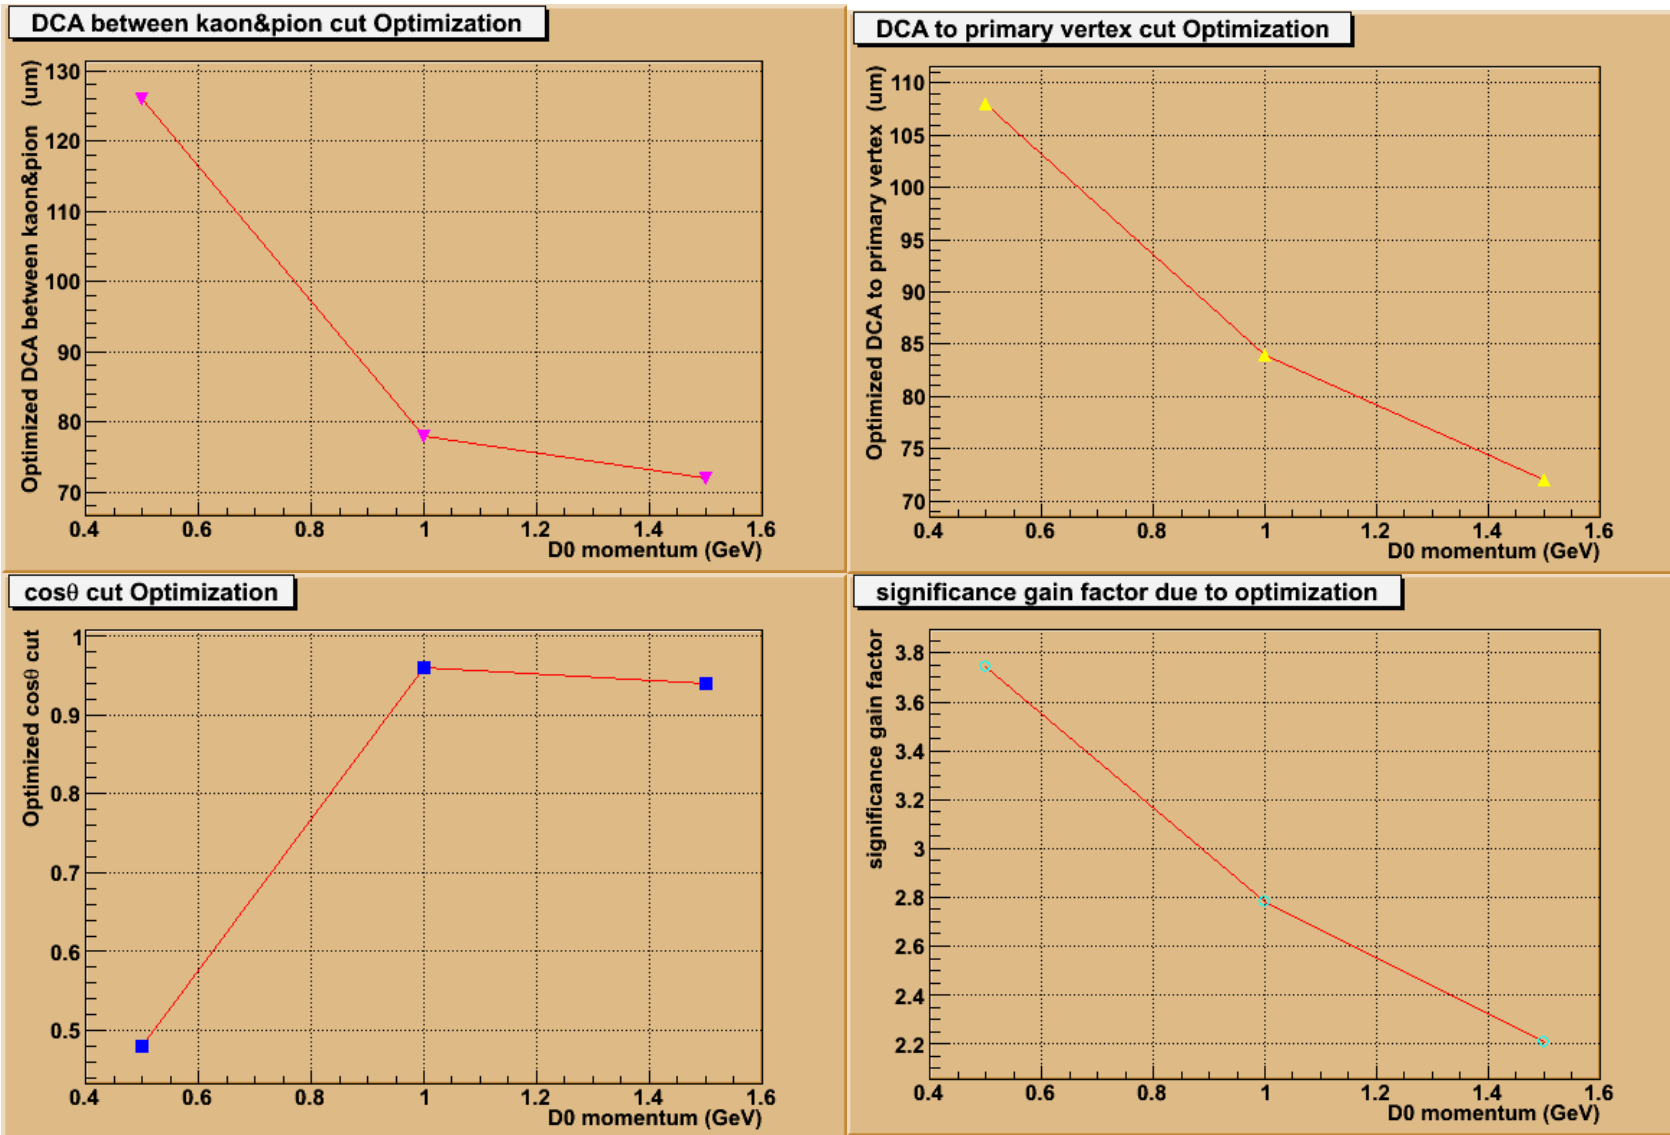 DCA between kaon&pion cut Optimization
Optimized DCA between kaon&pion (um)
130
120
110
100
90
80
70
0.4 0.6 0.8 1 1.2 1.4 1.6
D0 momentum (GeV)
DCA to primary vertex cut Optimization
Optimized DCA to primary vertex (um)
110
105
100
95
90
85
80
75
70
0.4 0.6 0.8 1 1.2 1.4 1.6
D0 momentum (GeV)
cosθ cut Optimization
Optimized cosθ cut
1
0.9
0.8
0.7
0.6
0.5
0.4 0.6 0.8 1 1.2 1.4 1.6
D0 momentum (GeV)
significance gain factor due to optimization
significance gain factor
3.8
3.6
3.4
3.2
3
2.8
2.6
2.4
2.2
0.4 0.6 0.8 1 1.2 1.4 1.6
D0 momentum (GeV)